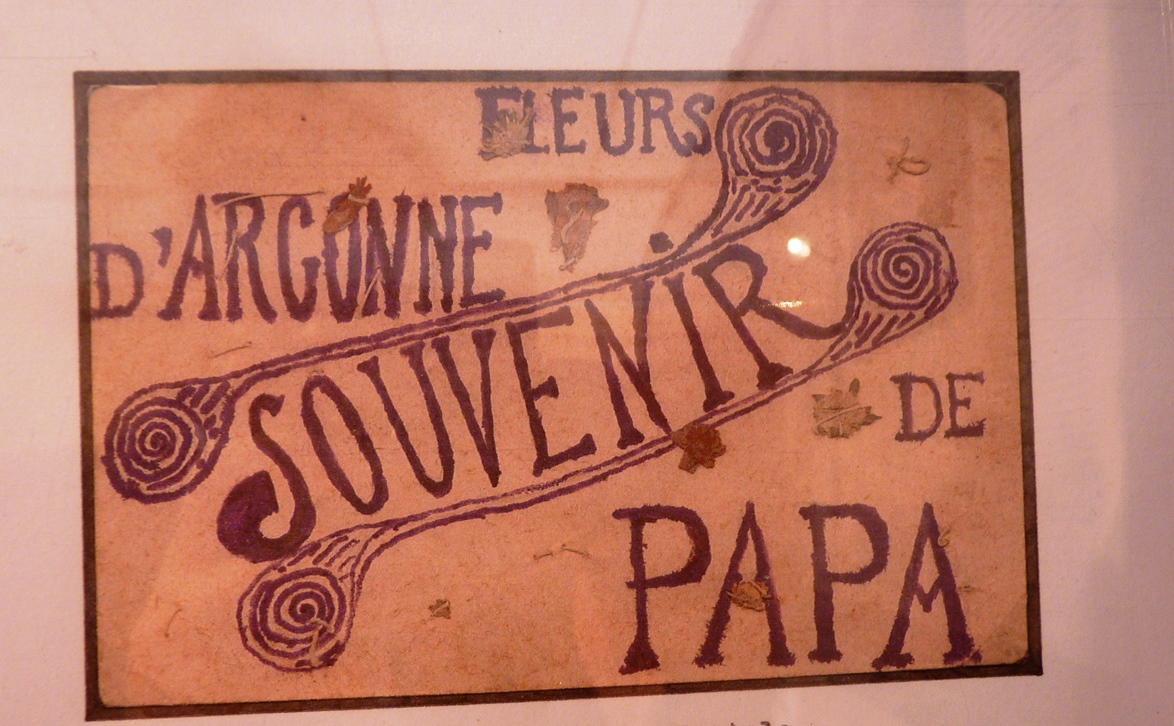 FLEURS
D'ARGONNE
SOUVENiR
DE
PAPA